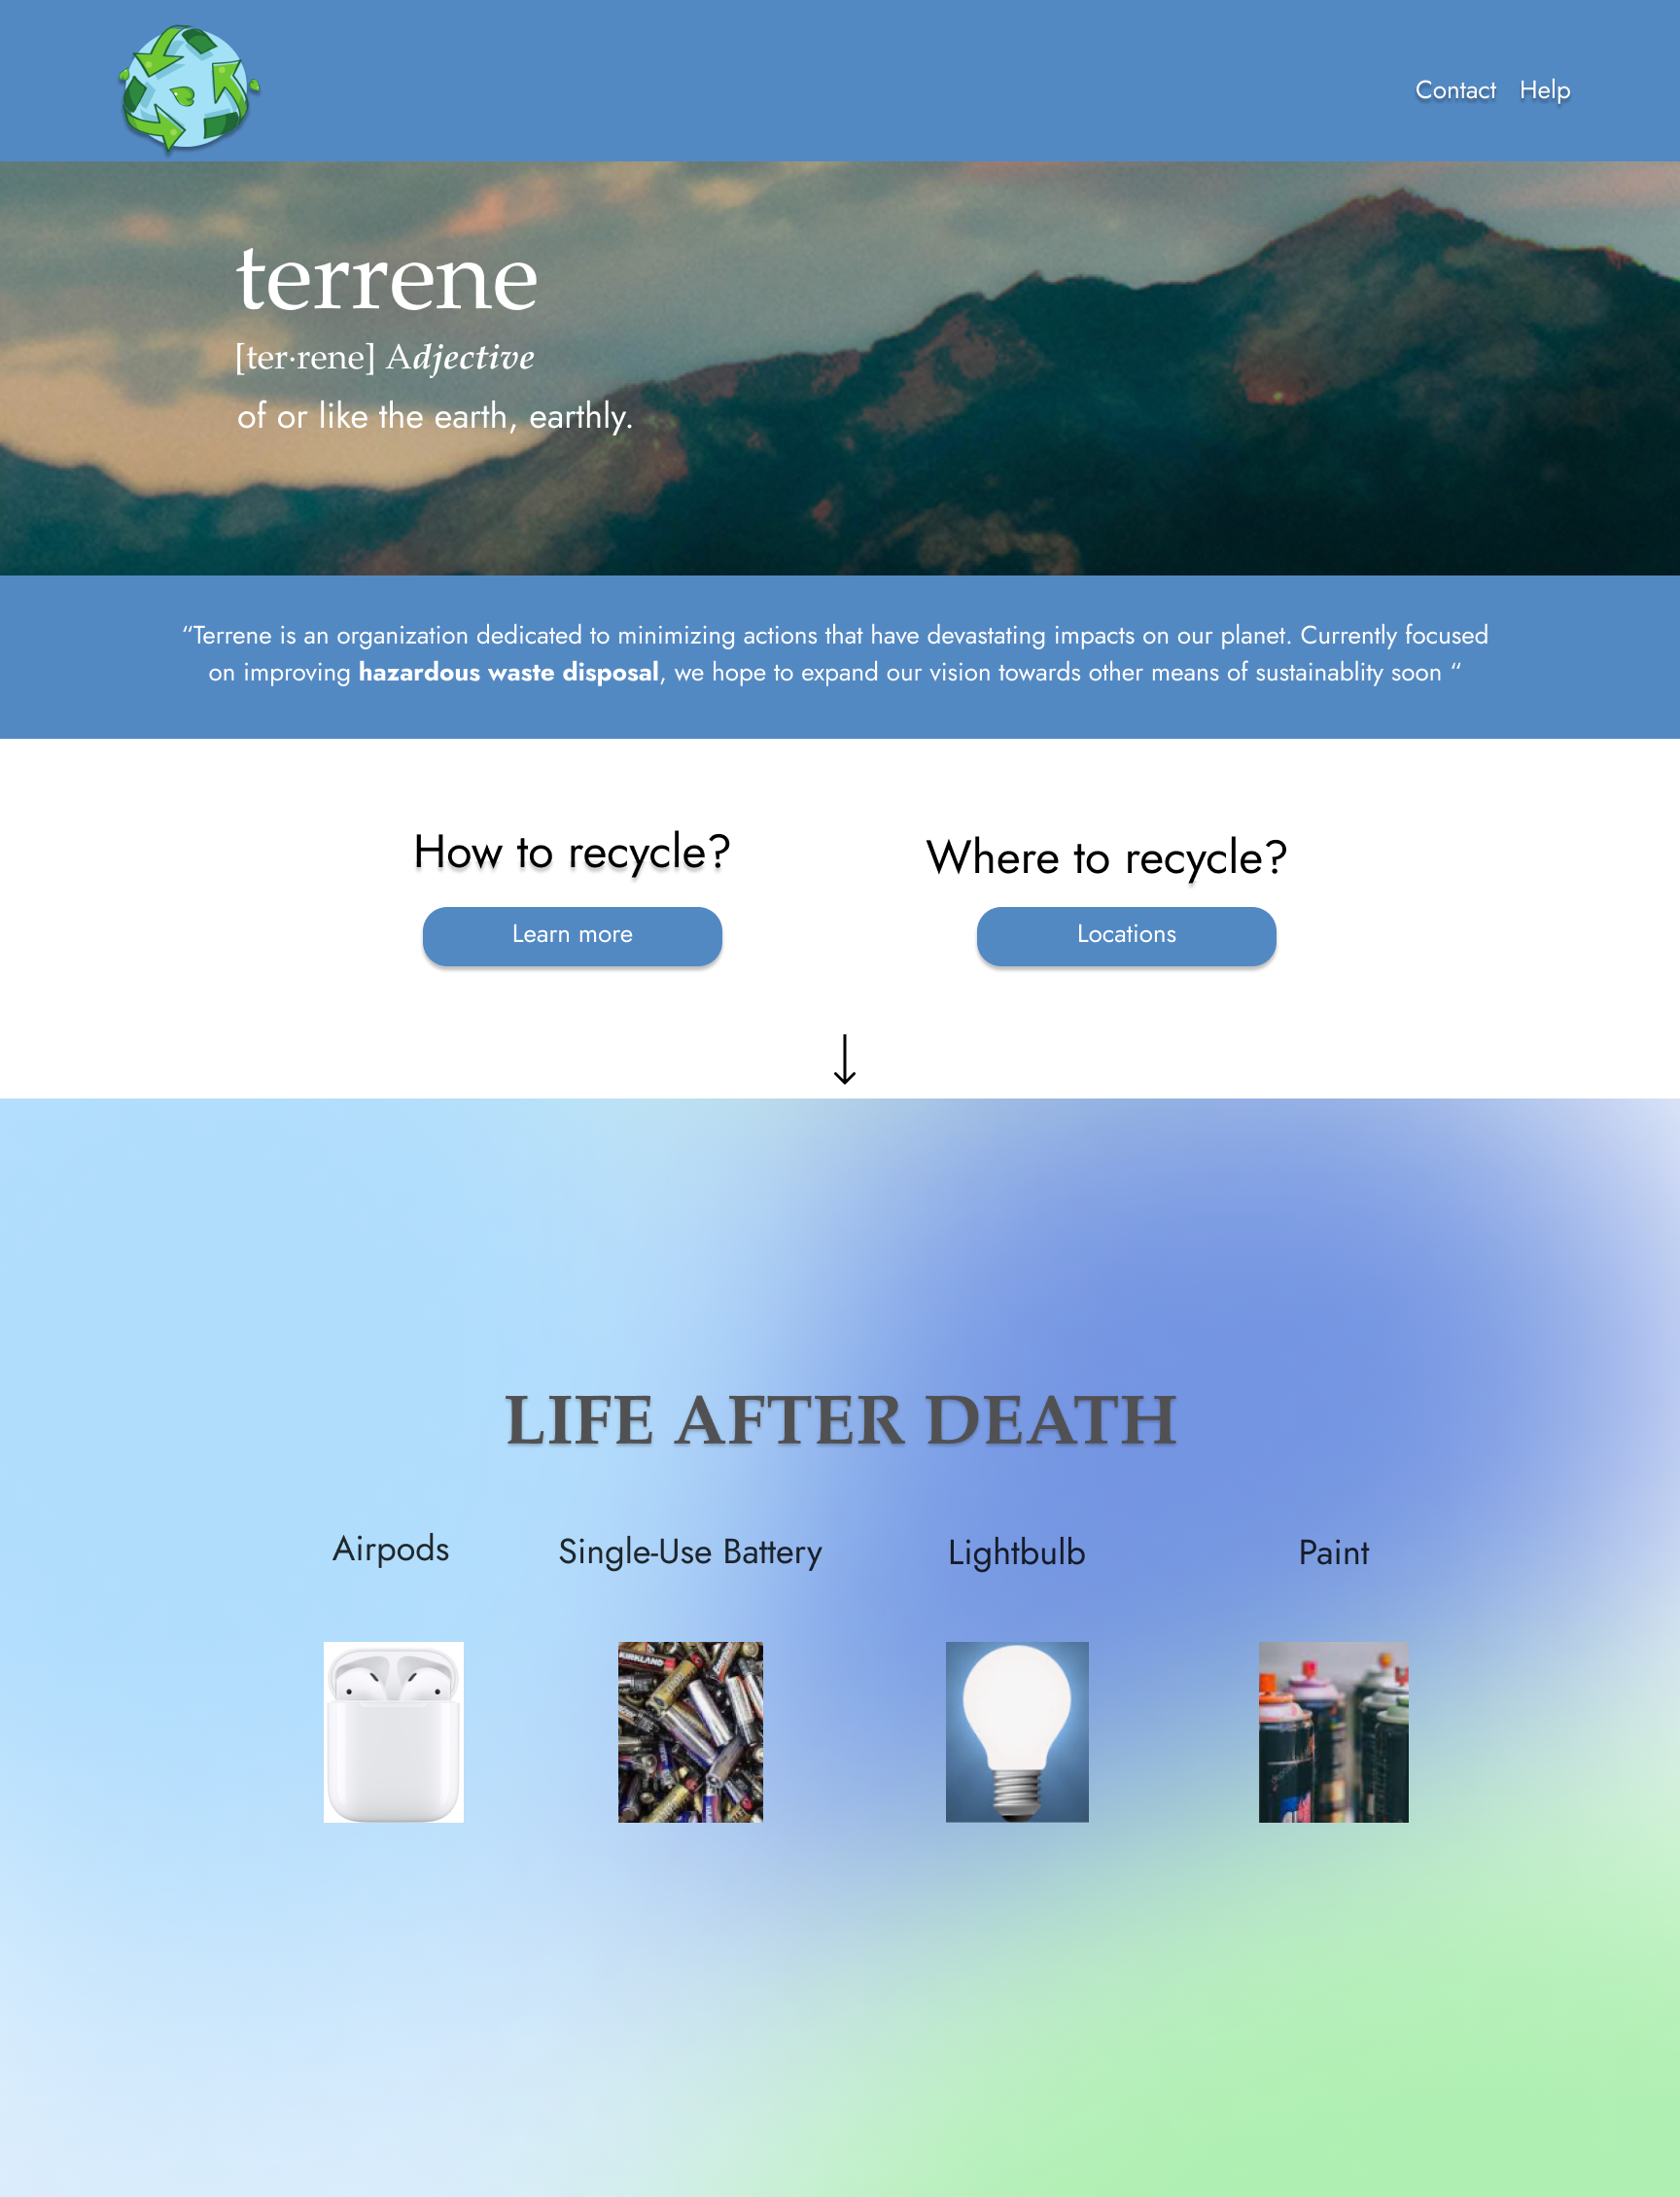 Contact Help
terrene
[ter·rene] Adjective
of or like the earth, earthly.
“Terrene is an organization dedicated to minimizing actions that have devastating impacts on our planet. Currently focused
on improving hazardous waste disposal, we hope to expand our vision towards other means of sustainablity soon “
How to recycle? Where to recycle?
Learn more Locations
LIFE AFTER DEATH
Airpods Single-Use Battery Lightbulb Paint
KIRKLAND